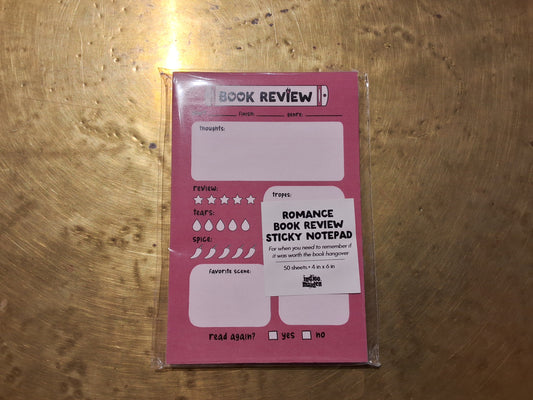 BOOK REVIEW
finish: genre:
thoughts:
review:
tropes:
tears:
spice:
ROMANCE
BOOK REVIEW
STICKY NOTEPAD
For when you need to remember if
it was worth the book hangover
50 sheets • 4 in x 6 in
indigo
maiden
favorite scene:
read again? yes no